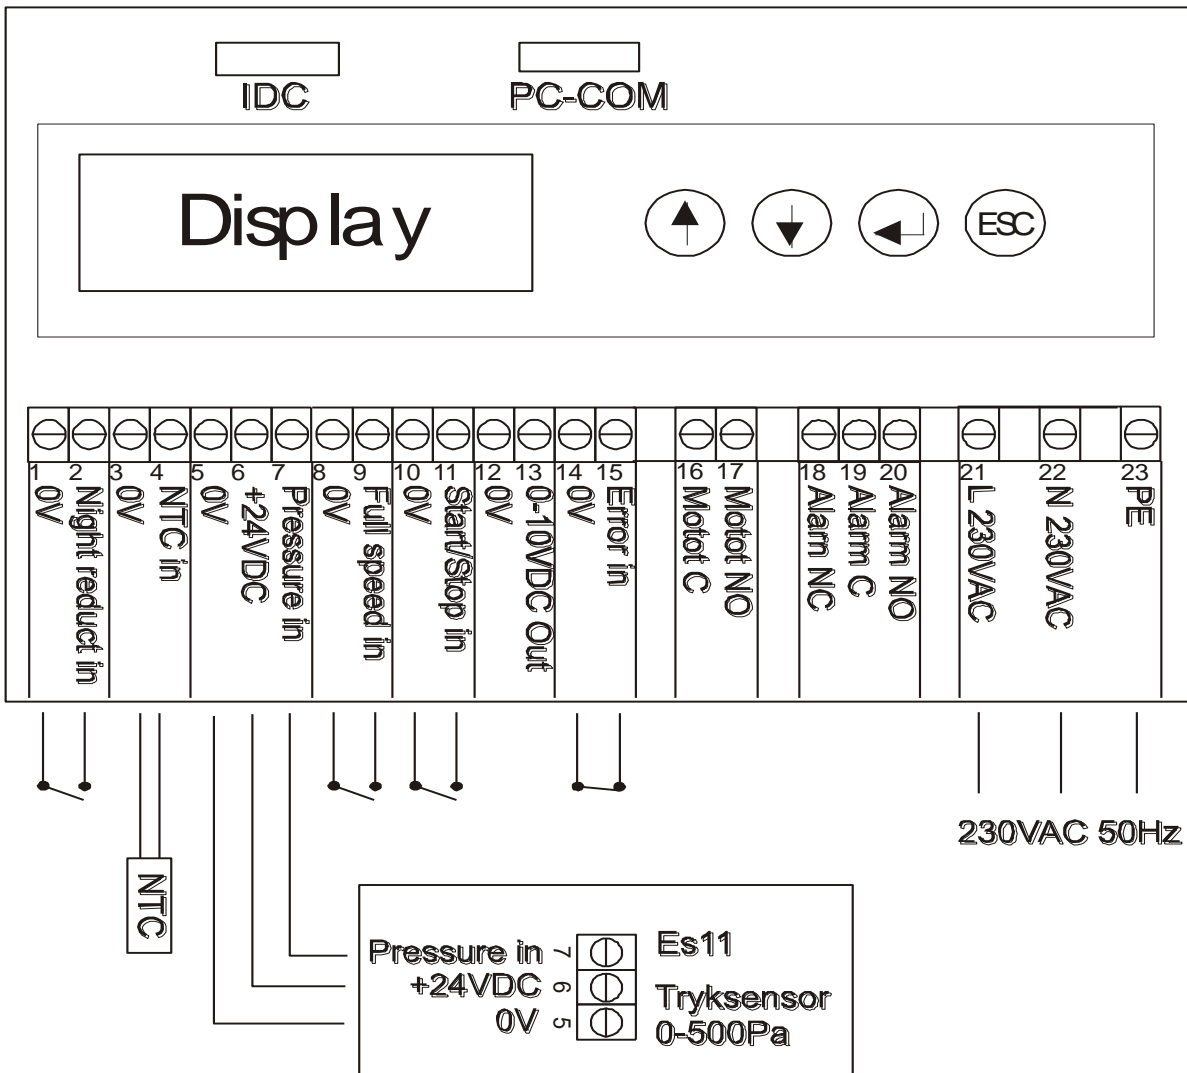 IDC
PC-COM
Display
ESC
1 2 3 4 5 6 7 8 9 10 11 12 13 14 15 16 17 18 19 20 21 22 23
0V
Night reduct in
0V
NTC in
0V
+24VDC
Pressure in
0V
Full speed in
0V
Start/Stop in
0V
0-10VDC Out
0V
Error in
Motot C
Motot NO
Alarm NC
Alarm C
Alarm NO
L 230VAC
N 230VAC
PE
230VAC 50Hz
NTC
Pressure in 7 Es11
+24VDC 6 Tryksensor
0V 5 0-500Pa